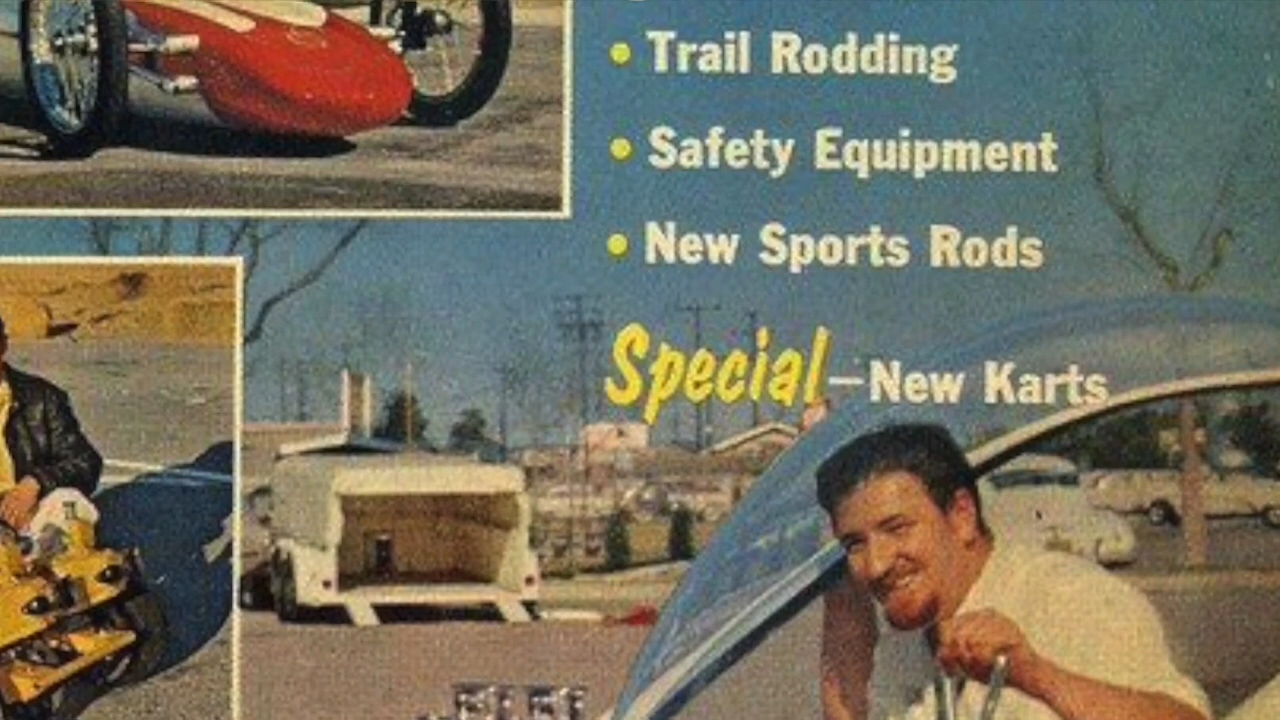 • Trail Rodding
• Safety Equipment
• New Sports Rods
Special—New Karts